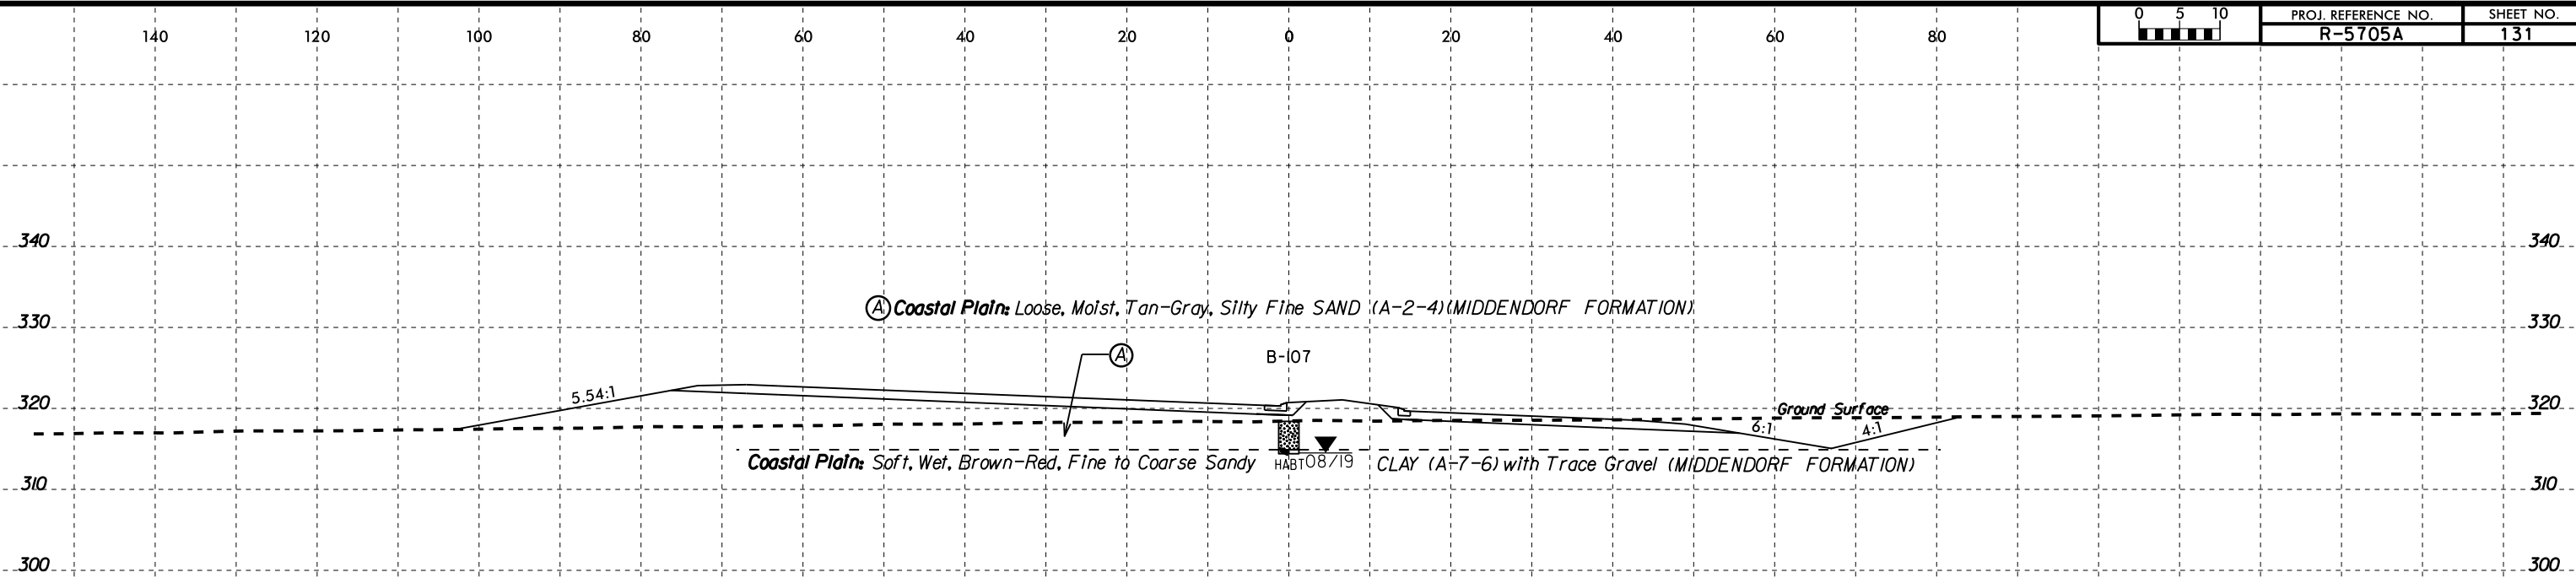 0 5 10
PROJ. REFERENCE NO. SHEET NO.
R-5705A 131
140 120 100 80 60 40 20 0 20 40 60 80
340 340
A Coastal Plain: Loose, Moist, Tan-Gray, Silty Fine SAND (A-2-4)(MIDDENDORF FORMATION)
330 330
A B-107
5.54:1
320 Ground Surface 320
6:1 4:1
Coastal Plain: Soft, Wet, Brown-Red, Fine to Coarse Sandy HABT 08/19 CLAY (A-7-6) with Trace Gravel (MIDDENDORF FORMATION)
310 310
300 300